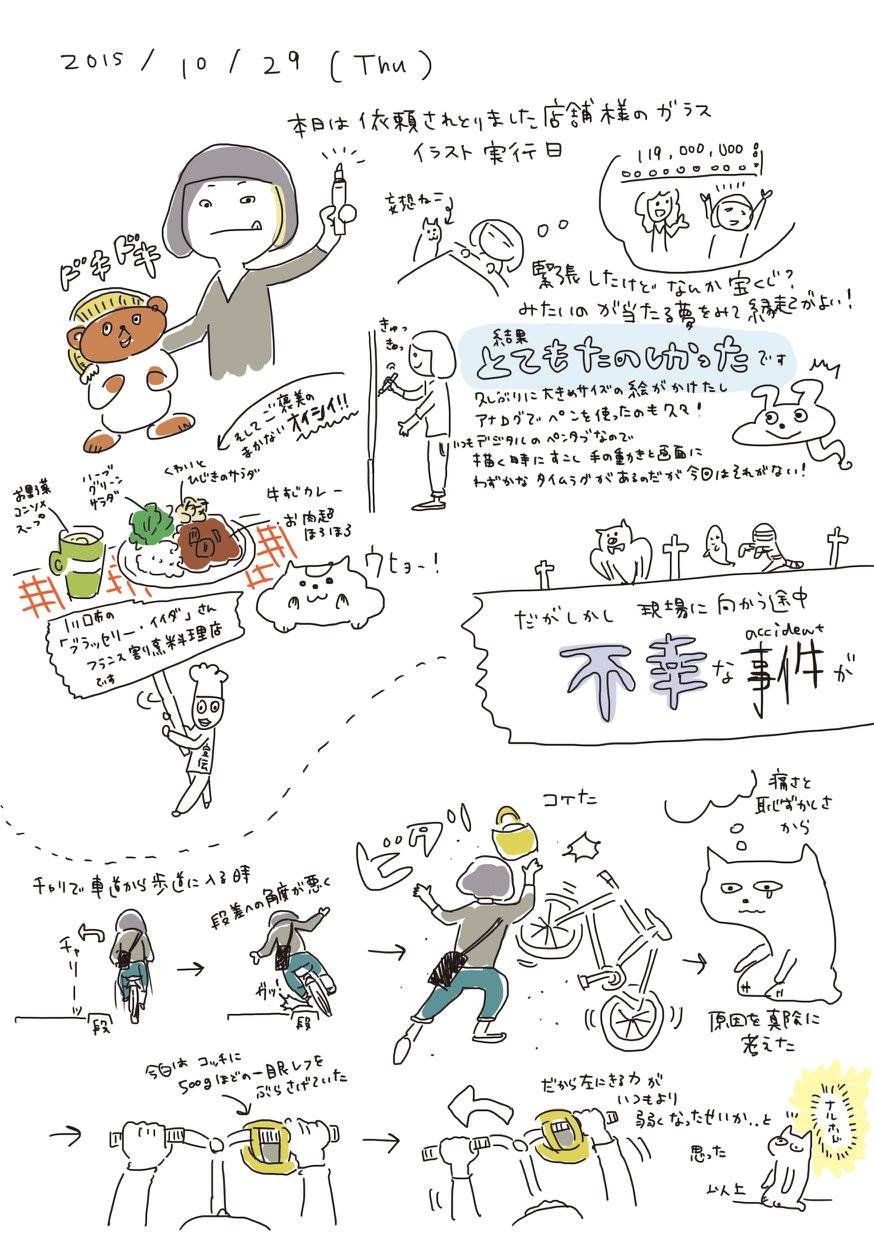 2015/10/29(Thu)
本日は依頼されとりました店舗様のガラス
イラスト実行日
119,000,000
妄想ねこ
ドキドキ
緊張したけどなんか宝くじ?
みたいのが当たる夢をみて縁起がよい!
きゅっ
きゅっ
結果
とてもたのしかったです
久しぶりに大きめサイズの絵がかけたし
アナログでペンを使ったのも久々!
いつもデジタルのペンタブなので
描く時にすこし手の動きと画面に
わずかなタイムラグがあるのだが今回はそれがない!
そしてご褒美の
まかないオイシイ!!
お野菜
コンソメ
スープ
ハーブ
グリーン
サラダ
くわいと
ひじきのサラダ
牛すじカレー
お肉超
ほろほろ
ウヒョー!
川口市の
「ブラッセリー・イイダ」さん
フランス割烹料理店
です
宣伝
だがしかし 現場に向かう途中
accident
不幸な事件が
チャリで車道から歩道に入る時
チャリーッ
段
段差への角度が悪く
ガッ!
段
ビターン
コケた
痛さと
恥ずかしさ
から
原因を真険に
考えた
今日はコッチに
500gほどの一眼レフを
ぶらさげていた
だから左にきる力が
いつもより
弱くなったせいか..と
思った
ナルホド
以上